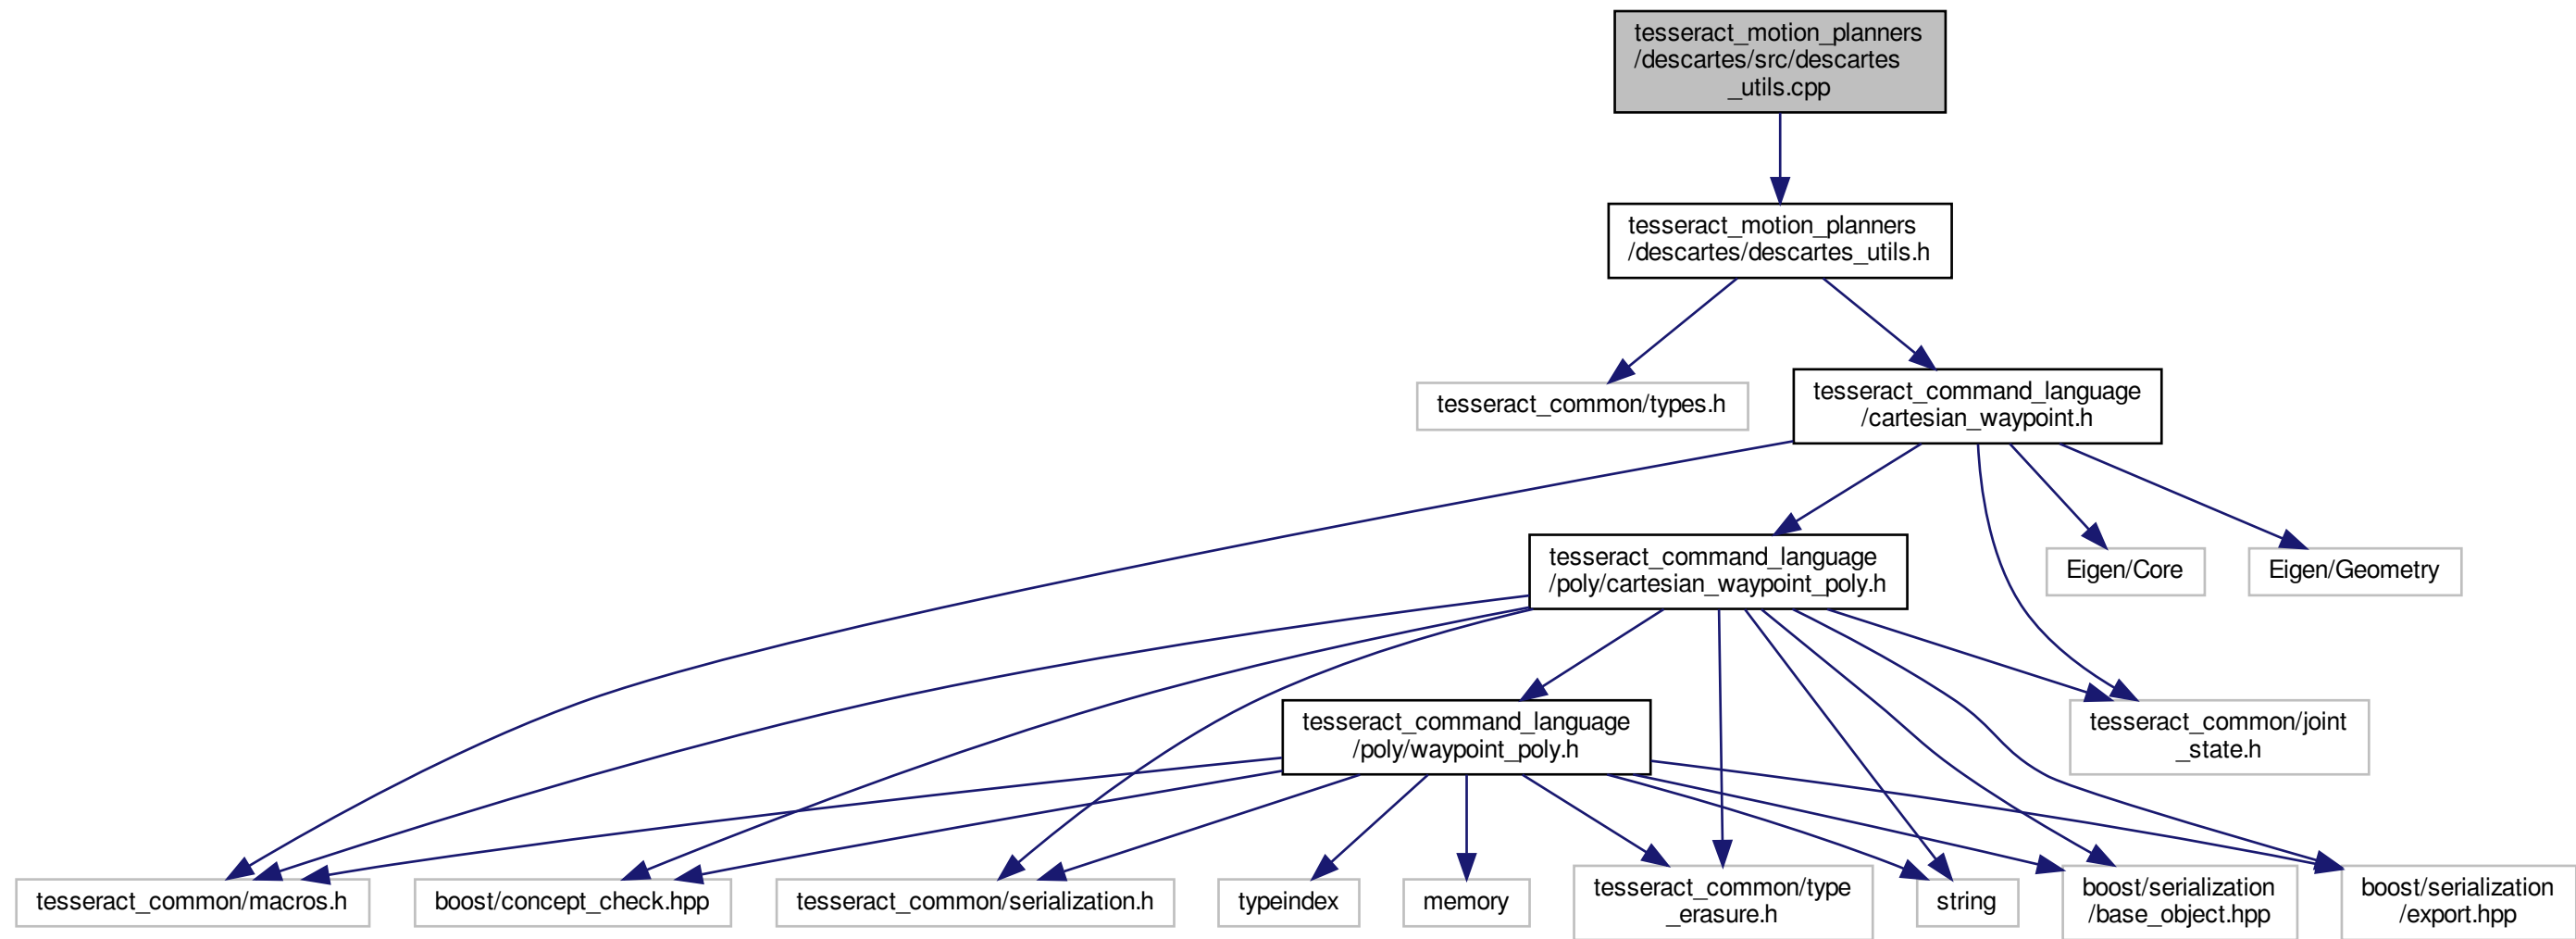 tesseract_motion_planners
/descartes/src/descartes
_utils.cpp
tesseract_motion_planners
/descartes/descartes_utils.h
tesseract_common/types.h
tesseract_command_language
/cartesian_waypoint.h
tesseract_command_language
/poly/cartesian_waypoint_poly.h
Eigen/Core
Eigen/Geometry
tesseract_command_language
/poly/waypoint_poly.h
tesseract_common/joint
_state.h
tesseract_common/macros.h
boost/concept_check.hpp
tesseract_common/serialization.h
typeindex
memory
tesseract_common/type
_erasure.h
string
boost/serialization
/base_object.hpp
boost/serialization
/export.hpp